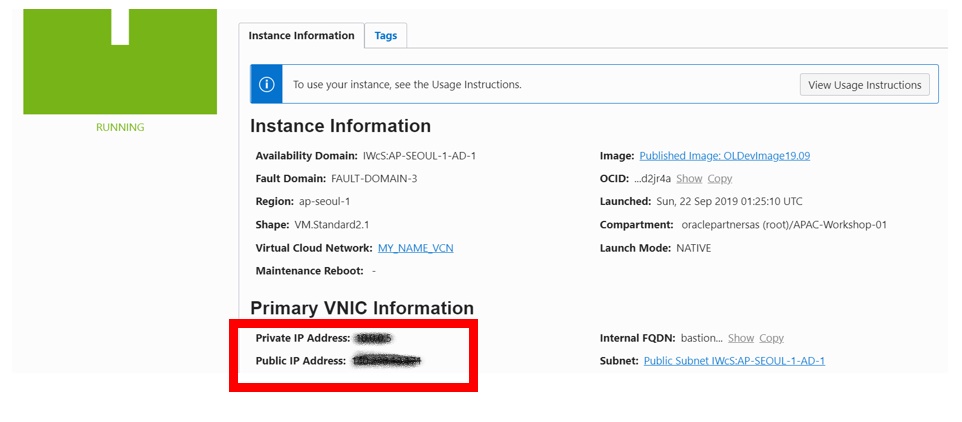 Instance Information Tags
To use your instance, see the Usage Instructions. View Usage Instructions
RUNNING
Instance Information
Availability Domain: IWcS:AP-SEOUL-1-AD-1
Fault Domain: FAULT-DOMAIN-3
Region: ap-seoul-1
Shape: VM.Standard2.1
Virtual Cloud Network: MY_NAME_VCN
Maintenance Reboot: -
Image: Published Image: OLDevImage19.09
OCID: ...d2jr4a Show Copy
Launched: Sun, 22 Sep 2019 01:25:10 UTC
Compartment: oraclepartnersas (root)/APAC-Workshop-01
Launch Mode: NATIVE
Primary VNIC Information
Private IP Address:
Public IP Address:
Internal FQDN: bastion... Show Copy
Subnet: Public Subnet IWcS:AP-SEOUL-1-AD-1